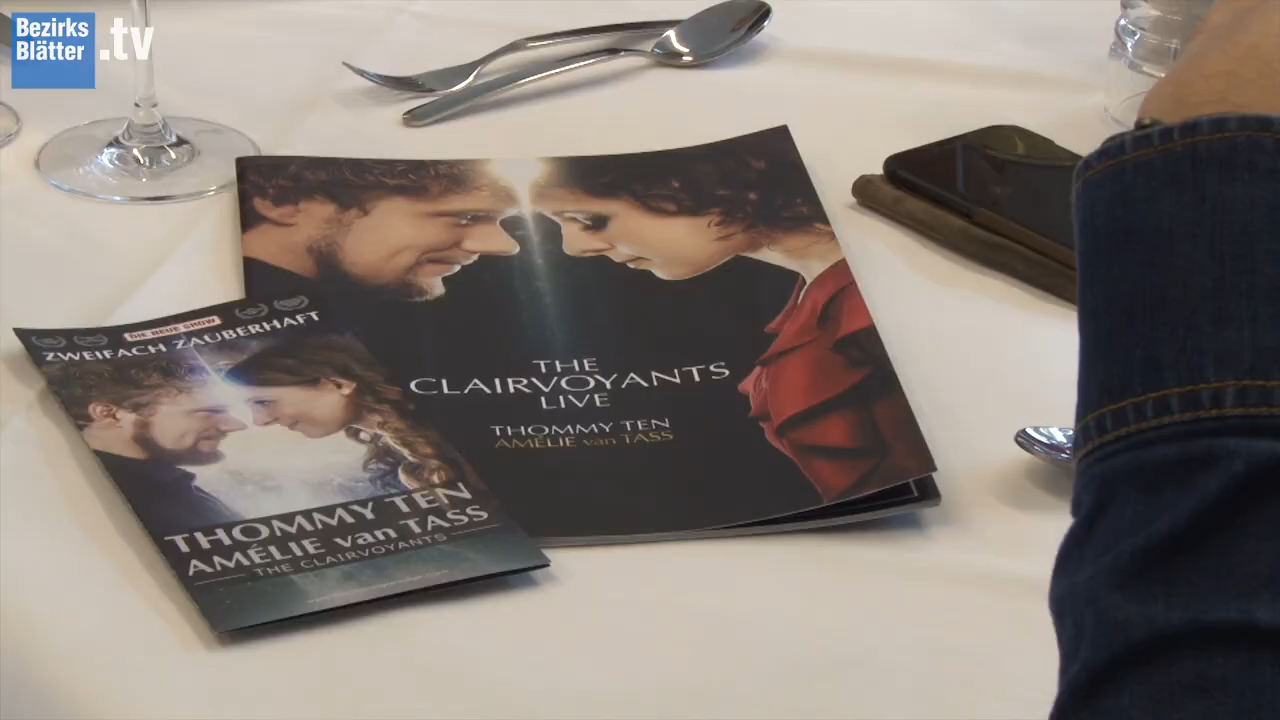 Bezirks
Blätter
.tv
THE
CLAIRVOYANTS
LIVE
THOMMY TEN
AMÉLIE van TASS
DIE NEUE SHOW
ZWEIFACH ZAUBERHAFT
THOMMY TEN
AMÉLIE van TASS
THE CLAIRVOYANTS